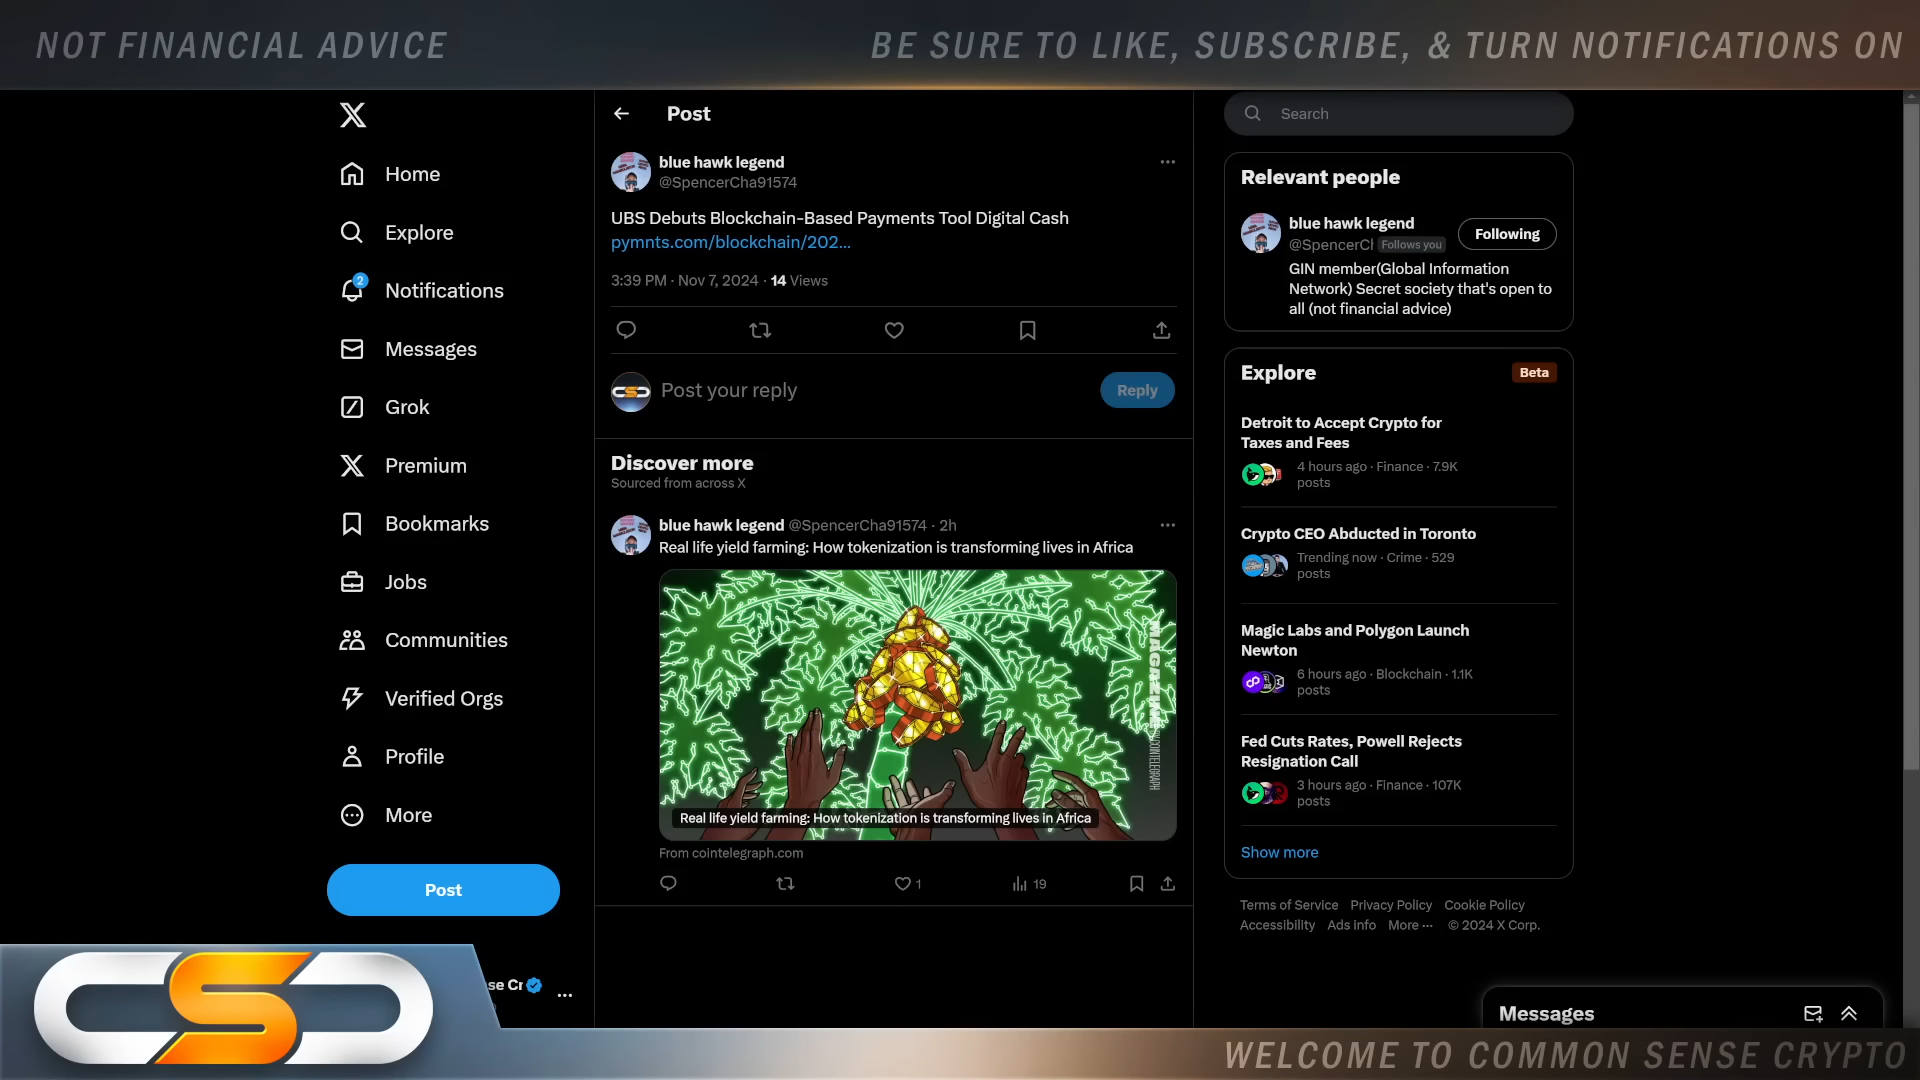 NOT FINANCIAL ADVICE
BE SURE TO LIKE, SUBSCRIBE, & TURN NOTIFICATIONS ON
Home
Explore
2
Notifications
Messages
Grok
Premium
Bookmarks
Jobs
Communities
Verified Orgs
Profile
More
Post
se Cr
Post
blue hawk legend
@SpencerCha91574
UBS Debuts Blockchain-Based Payments Tool Digital Cash
pymnts.com/blockchain/202...
3:39 PM · Nov 7, 2024 · 14 Views
Post your reply
Reply
Discover more
Sourced from across X
blue hawk legend @SpencerCha91574 · 2h
Real life yield farming: How tokenization is transforming lives in Africa
Real life yield farming: How tokenization is transforming lives in Africa
From cointelegraph.com
1
19
Search
Relevant people
blue hawk legend
@SpencerCh Follows you
Following
GIN member(Global Information
Network) Secret society that's open to
all (not financial advice)
Explore
Beta
Detroit to Accept Crypto for
Taxes and Fees
4 hours ago · Finance · 7.9K
posts
Crypto CEO Abducted in Toronto
Trending now · Crime · 529
posts
Magic Labs and Polygon Launch
Newton
6 hours ago · Blockchain · 1.1K
posts
Fed Cuts Rates, Powell Rejects
Resignation Call
3 hours ago · Finance · 107K
posts
Show more
Terms of Service Privacy Policy Cookie Policy
Accessibility Ads info More ··· © 2024 X Corp.
Messages
CSC
WELCOME TO COMMON SENSE CRYPTO